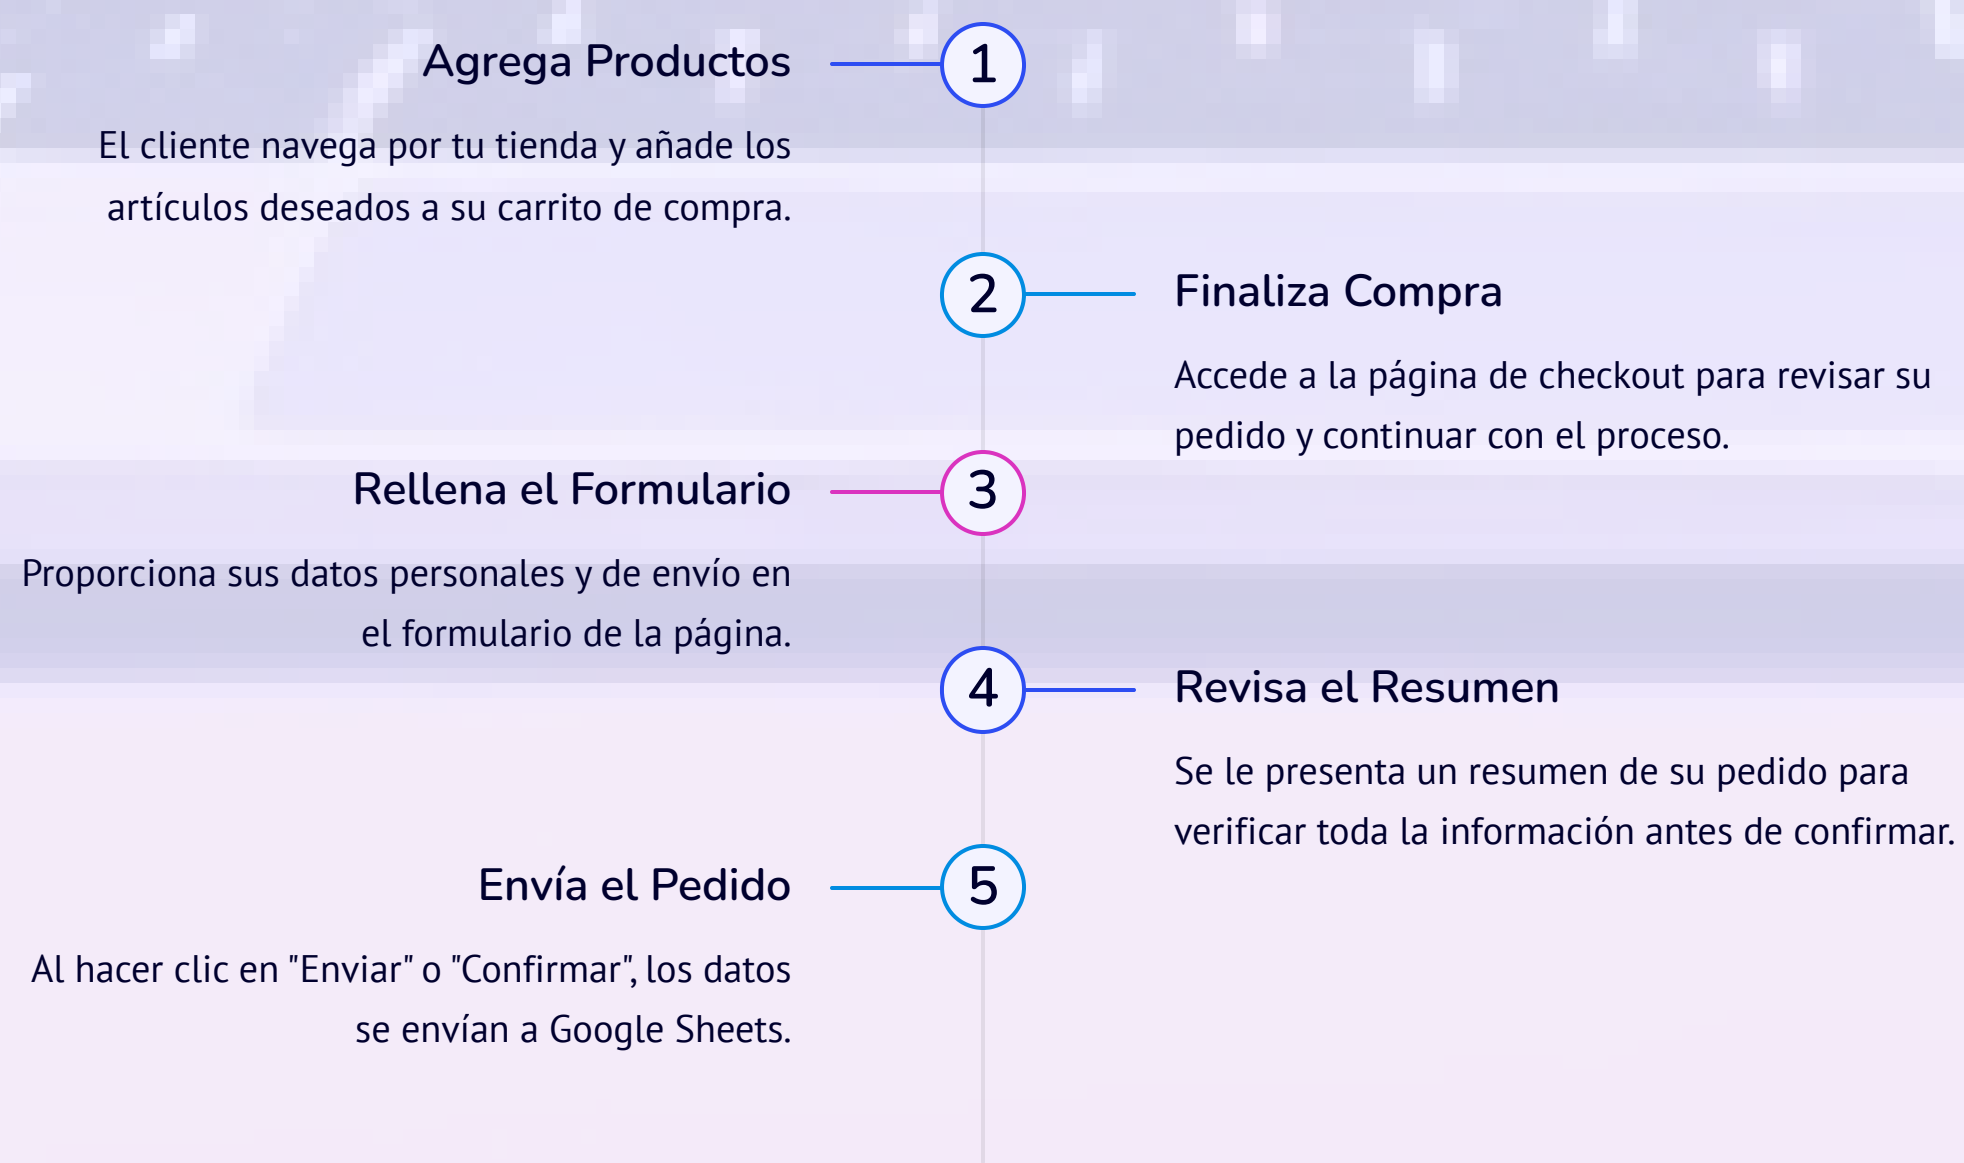 Agrega Productos
1
El cliente navega por tu tienda y añade los
artículos deseados a su carrito de compra.
2
Finaliza Compra
Accede a la página de checkout para revisar su
pedido y continuar con el proceso.
Rellena el Formulario
3
Proporciona sus datos personales y de envío en
el formulario de la página.
4
Revisa el Resumen
Se le presenta un resumen de su pedido para
verificar toda la información antes de confirmar.
Envía el Pedido
5
Al hacer clic en "Enviar" o "Confirmar", los datos
se envían a Google Sheets.